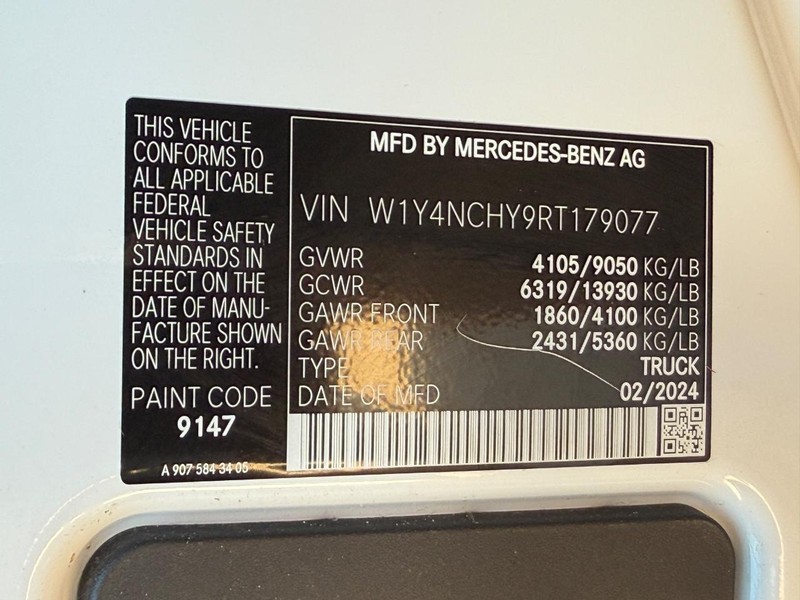 THIS VEHICLE
CONFORMS TO
ALL APPLICABLE
FEDERAL
VEHICLE SAFETY
STANDARDS IN
EFFECT ON THE
DATE OF MANU-
FACTURE SHOWN
ON THE RIGHT.
PAINT CODE
9147
A 907 584 34 05
MFD BY MERCEDES-BENZ AG
VIN W1Y4NCHY9RT179077
GVWR 4105/9050 KG/LB
GCWR 6319/13930 KG/LB
GAWR FRONT 1860/4100 KG/LB
GAWR REAR 2431/5360 KG/LB
TYPE TRUCK
DATE OF MFD 02/2024